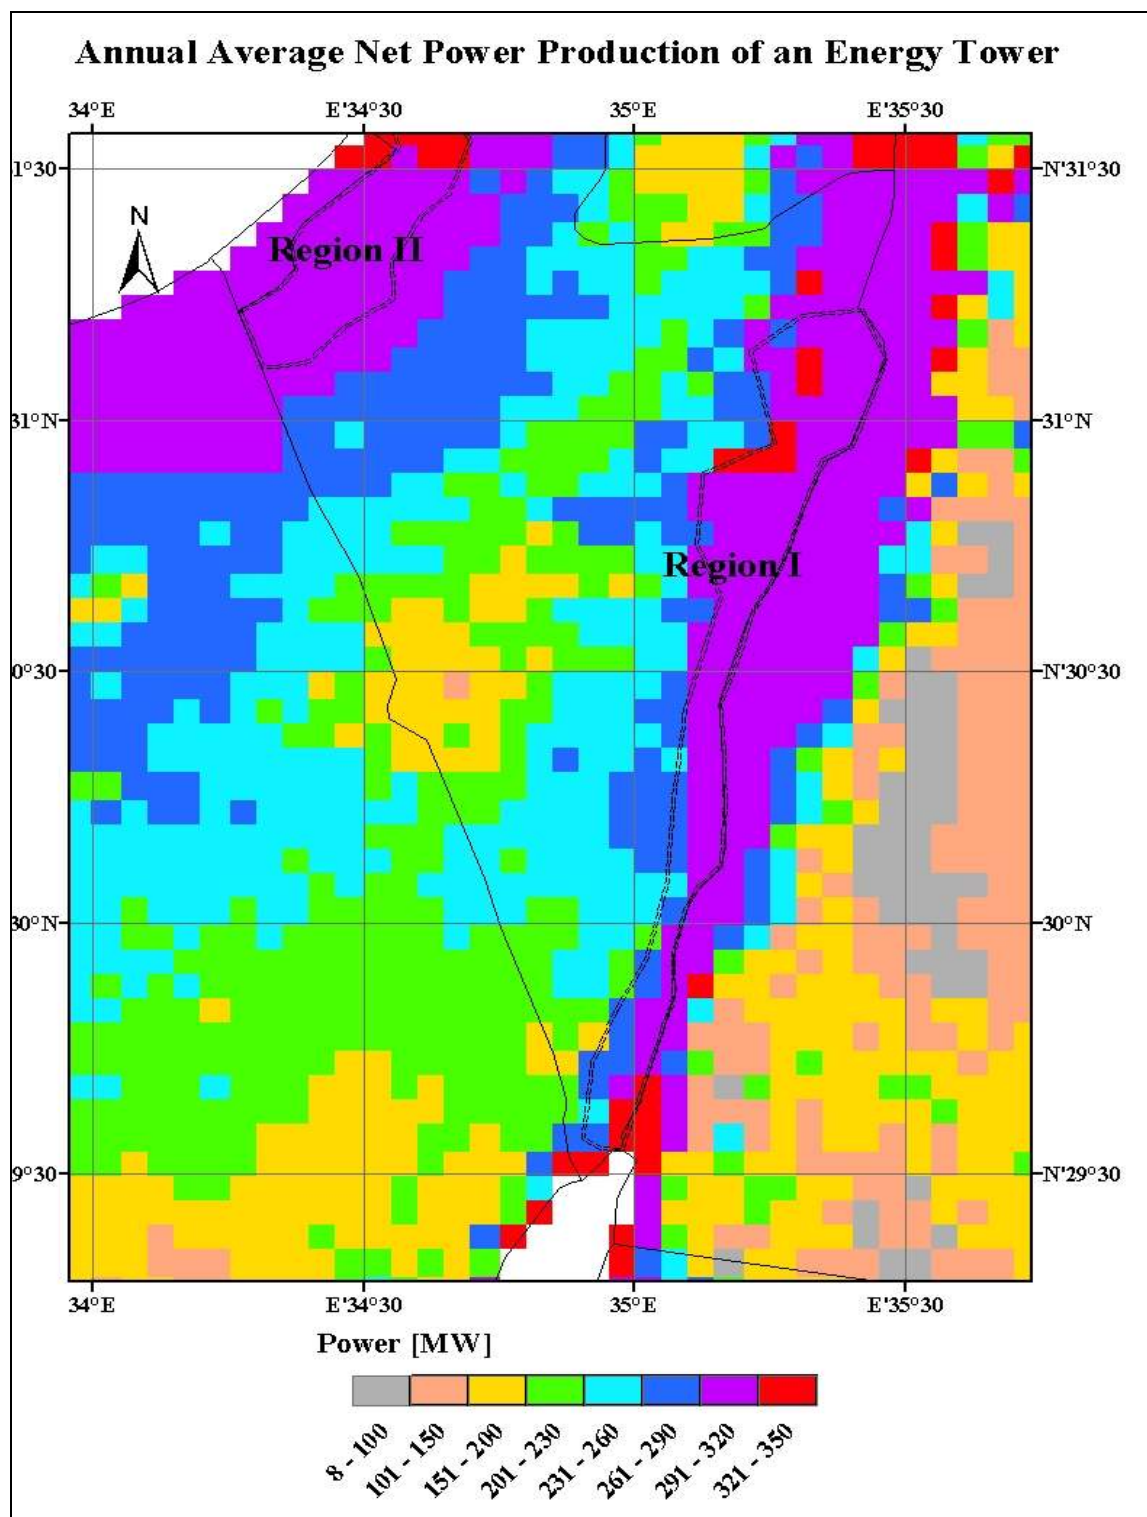 Annual Average Net Power Production of an Energy Tower
34°E E'34°30 35°E E'35°30
1°30 N'31°30
N
Region II
31°N 31°N
Region I
0°30 N'30°30
30°N 30°N
9°30 N'29°30
34°E E'34°30 35°E E'35°30
Power [MW]
8 - 100 101 - 150 151 - 200 201 - 230 231 - 260 261 - 290 291 - 320 321 - 350